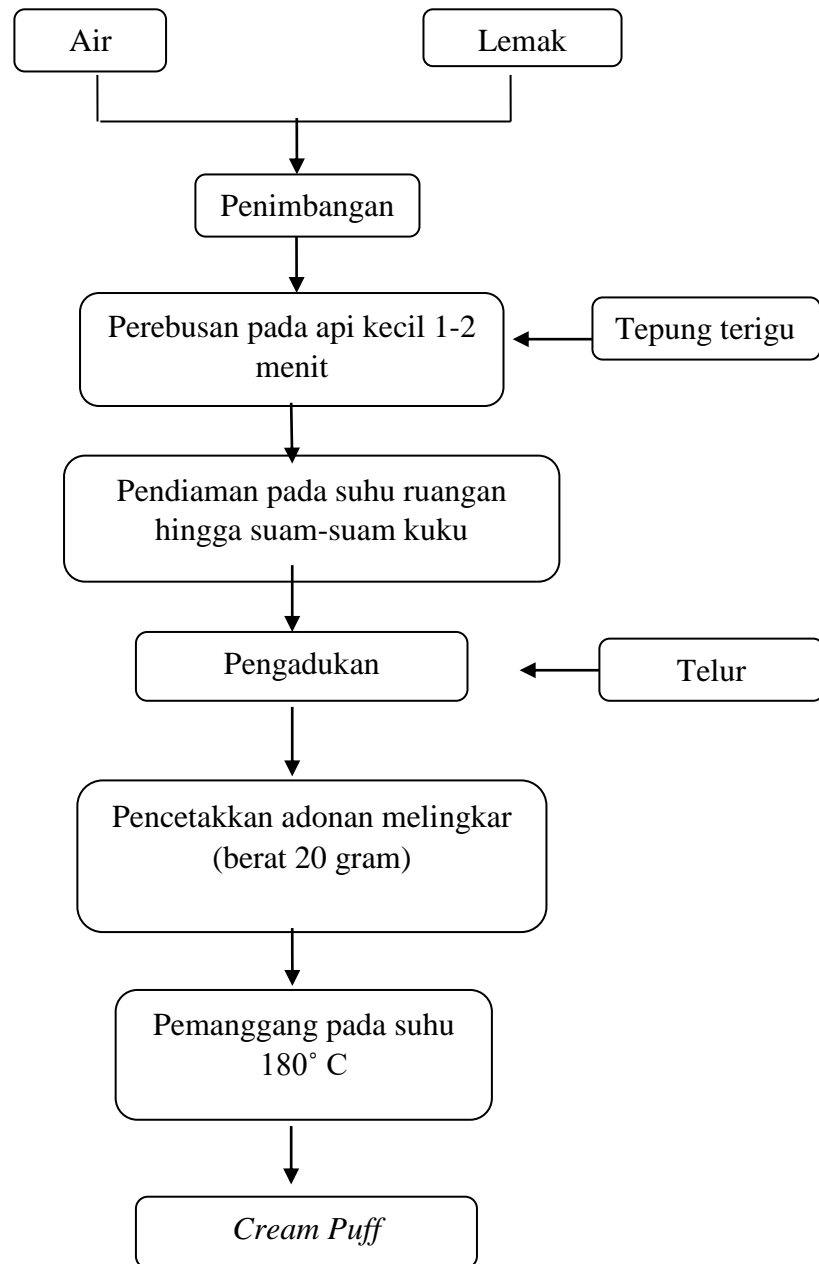 Air
Lemak
Penimbangan
Perebusan pada api kecil 1-2
menit
Tepung terigu
Pendiaman pada suhu ruangan
hingga suam-suam kuku
Pengadukan
Telur
Pencetakkan adonan melingkar
(berat 20 gram)
Pemanggang pada suhu
180˚ C
Cream Puff